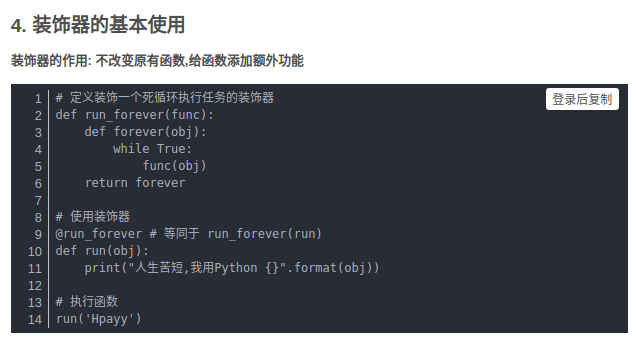 4. 装饰器的基本使用
装饰器的作用: 不改变原有函数,给函数添加额外功能
登录后复制
1 # 定义装饰一个死循环执行任务的装饰器
2 def run_forever(func):
3     def forever(obj):
4         while True:
5             func(obj)
6     return forever
7
8 # 使用装饰器
9 @run_forever # 等同于 run_forever(run)
10 def run(obj):
11     print("人生苦短,我用Python {}".format(obj))
12
13 # 执行函数
14 run('Hpayy')